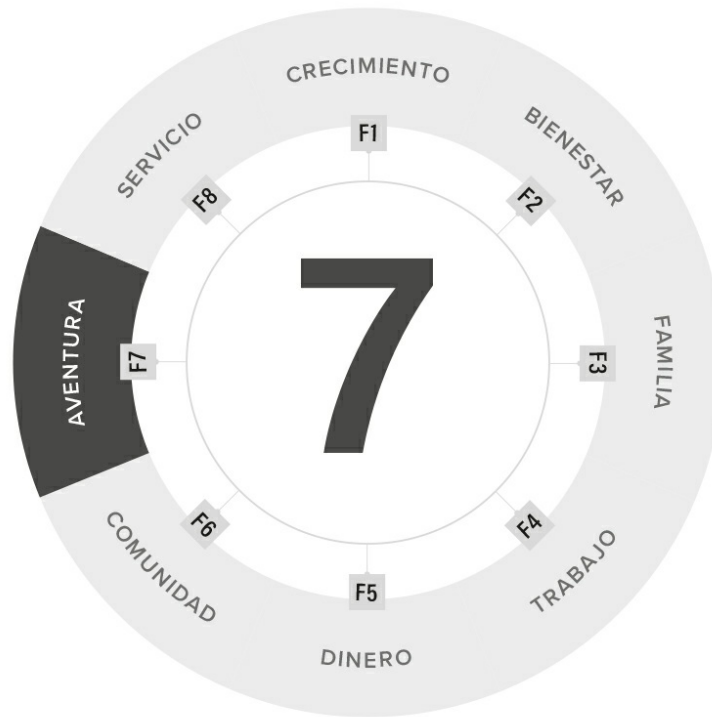 CRECIMIENTO
F1
BIENESTAR
F2
FAMILIA
F3
TRABAJO
F4
DINERO
F5
COMUNIDAD
F6
AVENTURA
F7
SERVICIO
F8
7